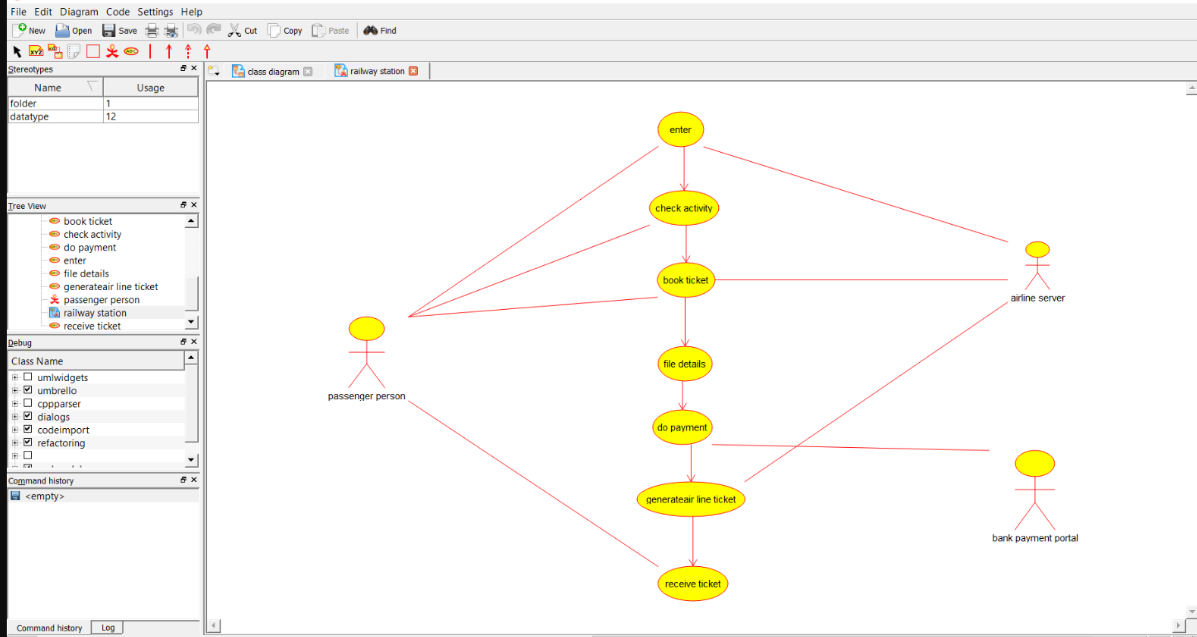 File Edit Diagram Code Settings Help
New Open Save Cut Copy Paste Find
XYZ
Stereotypes
Name Usage
folder 1
datatype 12
Tree View
book ticket
check activity
do payment
enter
file details
generateair line ticket
passenger person
railway station
receive ticket
Debug
Class Name
umlwidgets
umbrello
cppparser
dialogs
codeimport
refactoring
Command history
<empty>
Command history Log
class diagram railway station
enter
check activity
book ticket
airline server
file details
passenger person
do payment
generateair line ticket
bank payment portal
receive ticket